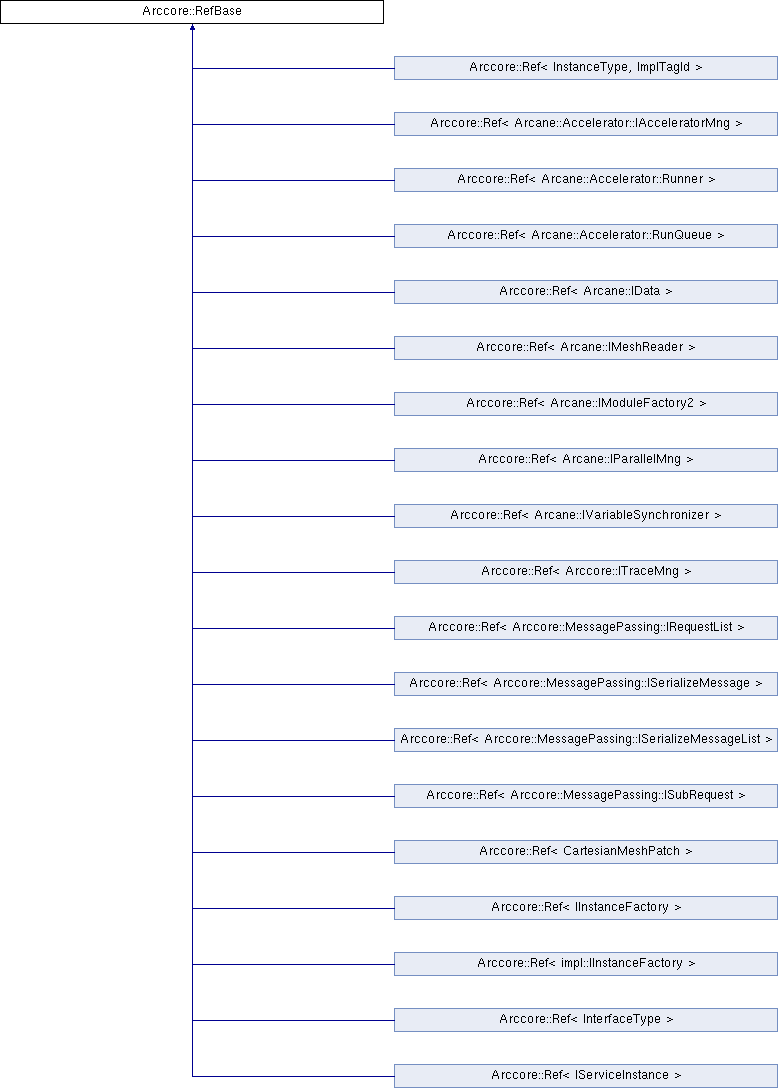 Arccore::RefBase
Arccore::Ref< InstanceType, ImplTagId >
Arccore::Ref< Arcane::Accelerator::IAcceleratorMng >
Arccore::Ref< Arcane::Accelerator::Runner >
Arccore::Ref< Arcane::Accelerator::RunQueue >
Arccore::Ref< Arcane::IData >
Arccore::Ref< Arcane::IMeshReader >
Arccore::Ref< Arcane::IModuleFactory2 >
Arccore::Ref< Arcane::IParallelMng >
Arccore::Ref< Arcane::IVariableSynchronizer >
Arccore::Ref< Arccore::ITraceMng >
Arccore::Ref< Arccore::MessagePassing::IRequestList >
Arccore::Ref< Arccore::MessagePassing::ISerializeMessage >
Arccore::Ref< Arccore::MessagePassing::ISerializeMessageList >
Arccore::Ref< Arccore::MessagePassing::ISubRequest >
Arccore::Ref< CartesianMeshPatch >
Arccore::Ref< IInstanceFactory >
Arccore::Ref< impl::IInstanceFactory >
Arccore::Ref< InterfaceType >
Arccore::Ref< IServiceInstance >